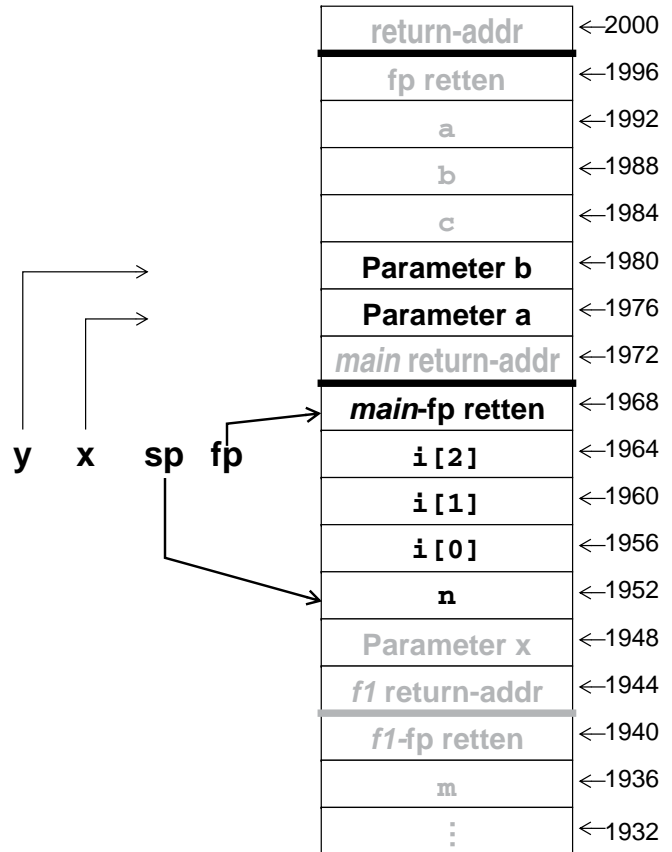 return-addr ←2000
fp retten ←1996
a ←1992
b ←1988
c ←1984
Parameter b ←1980
Parameter a ←1976
main return-addr ←1972
main-fp retten ←1968
y x sp fp i[2] ←1964
i[1] ←1960
i[0] ←1956
n ←1952
Parameter x ←1948
f1 return-addr ←1944
f1-fp retten ←1940
m ←1936
⋮ ←1932